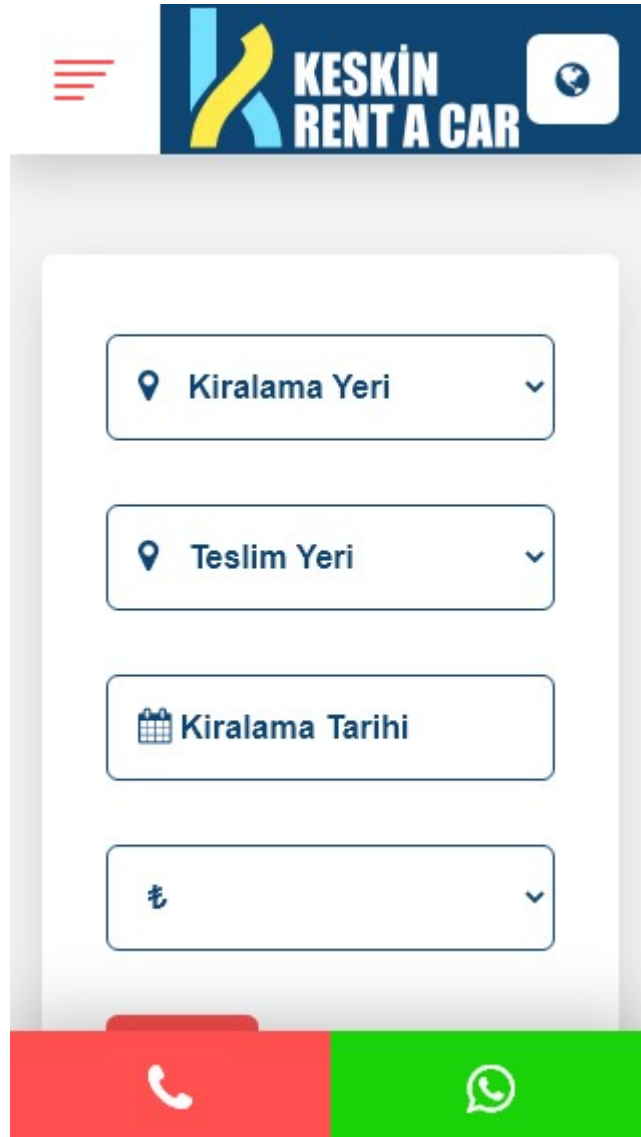 KESKİN
RENT A CAR
Kiralama Yeri
Teslim Yeri
Kiralama Tarihi
₺